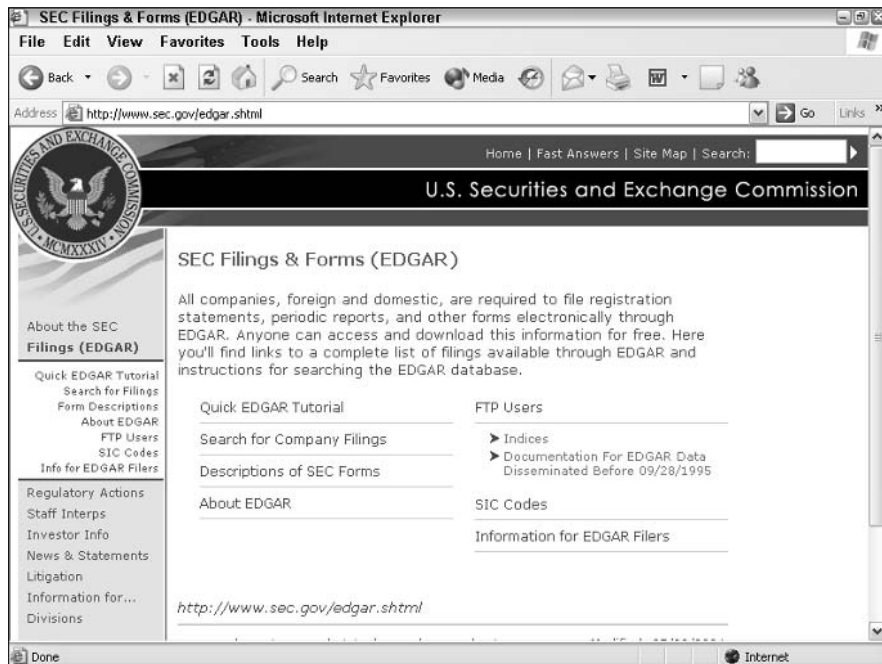 SEC Filings & Forms (EDGAR) - Microsoft Internet Explorer
File Edit View Favorites Tools Help
Back Search Favorites Media
Address http://www.sec.gov/edgar.shtml Go Links »
SECURITIES AND EXCHANGE COMMISSION
U.S.
MCMXXXIV
Home | Fast Answers | Site Map | Search:
U.S. Securities and Exchange Commission
About the SEC
Filings (EDGAR)
Quick EDGAR Tutorial
Search for Filings
Form Descriptions
About EDGAR
FTP Users
SIC Codes
Info for EDGAR Filers
Regulatory Actions
Staff Interps
Investor Info
News & Statements
Litigation
Information for...
Divisions
SEC Filings & Forms (EDGAR)
All companies, foreign and domestic, are required to file registration
statements, periodic reports, and other forms electronically through
EDGAR. Anyone can access and download this information for free. Here
you'll find links to a complete list of filings available through EDGAR and
instructions for searching the EDGAR database.
Quick EDGAR Tutorial
Search for Company Filings
Descriptions of SEC Forms
About EDGAR
FTP Users
Indices
Documentation For EDGAR Data
Disseminated Before 09/28/1995
SIC Codes
Information for EDGAR Filers
http://www.sec.gov/edgar.shtml
Done Internet